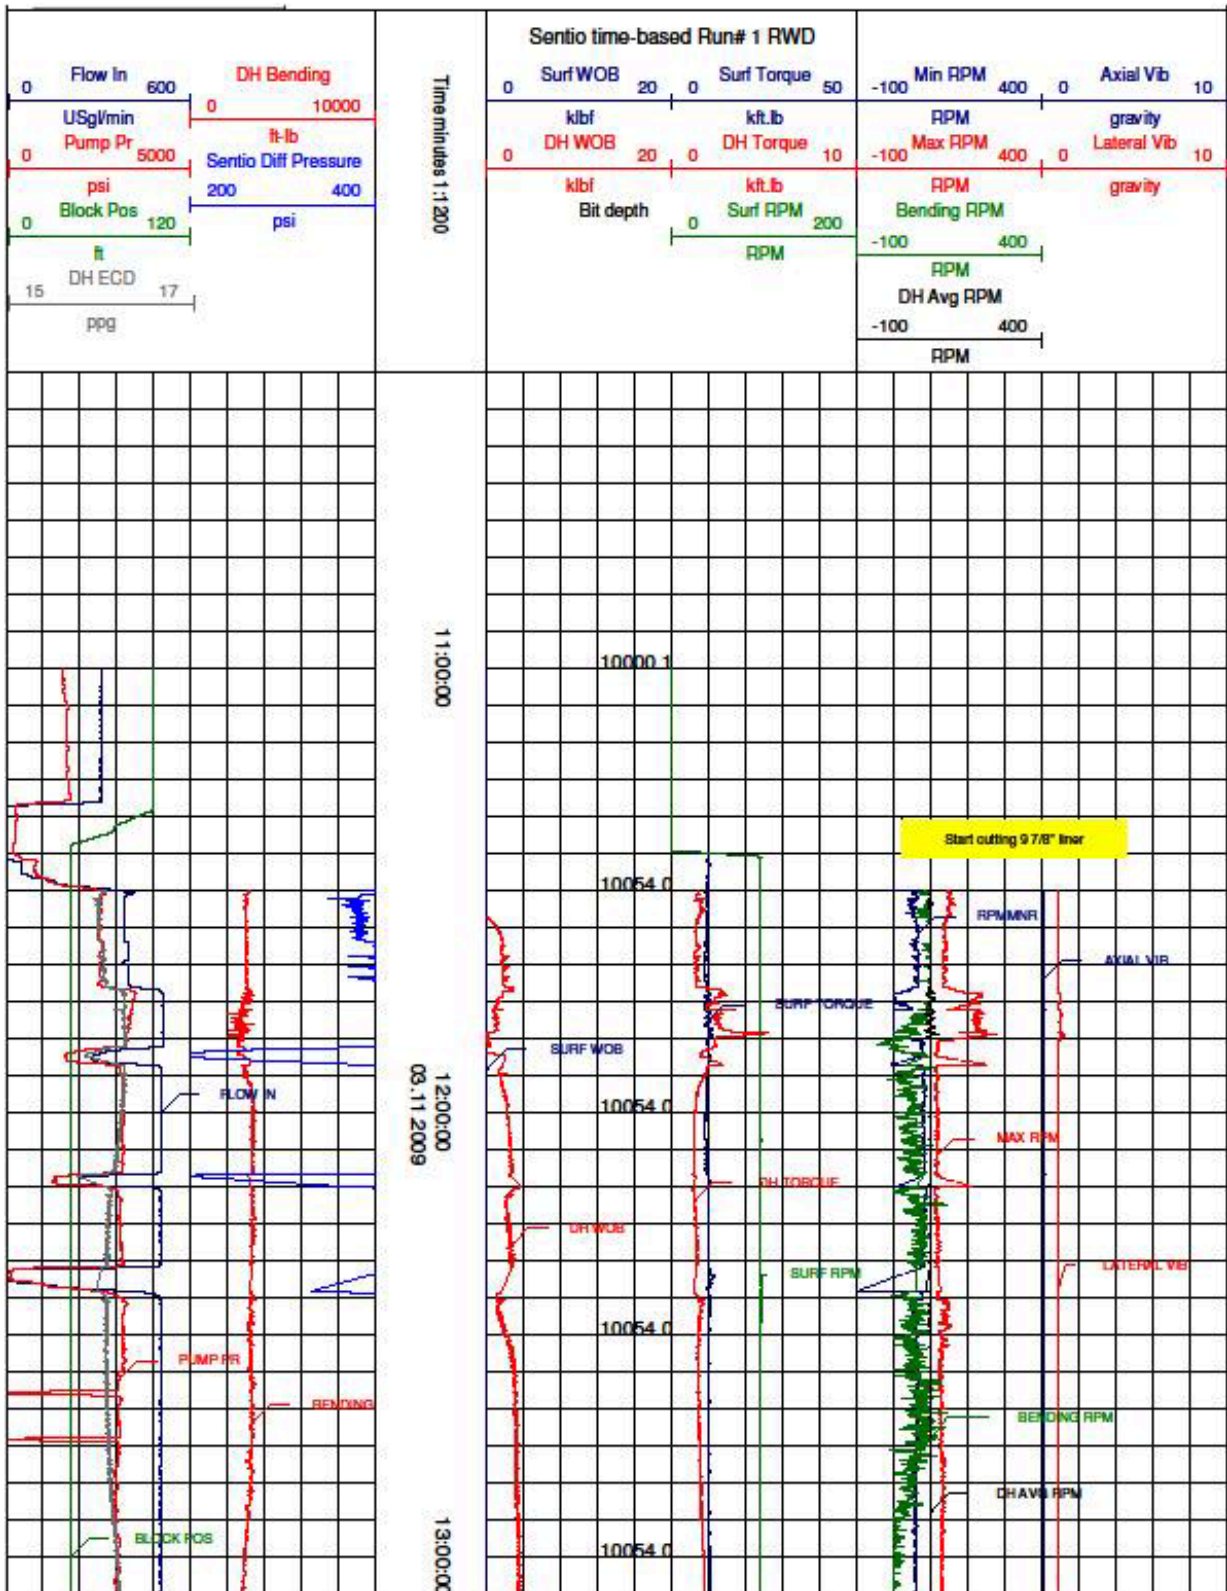 Sentio time-based Run# 1 RWD
Flow In
0 600
USgl/min
Pump Pr
0 5000
psi
Block Pos
0 120
ft
DH ECD
15 17
ppg
DH Bending
0 10000
ft-lb
Sentio Diff Pressure
200 400
psi
Time minutes 1:1200
Surf WOB
0 20
klbf
DH WOB
0 20
klbf
Bit depth
Surf Torque
0 50
kft.lb
DH Torque
0 10
kft.lb
Surf RPM
0 200
RPM
Min RPM
-100 400
RPM
Max RPM
-100 400
RPM
Bending RPM
-100 400
RPM
DH Avg RPM
-100 400
RPM
Axial Vib
0 10
gravity
Lateral Vib
0 10
gravity
11:00:00
10000.1
Start cutting 9 7/8" liner
10054.0
RPMMNR
AXIAL VIB
SURF TORQUE
SURF WOB
FLOW IN
12:00:00
03.11 2009
10054.0
MAX RPM
DH TORQUE
DH WOB
SURF RPM
LATERAL VIB
10054.0
PUMP PR
BENDING
BENDING RPM
DH AVG RPM
BLOCK POS
13:00:00
10054.0